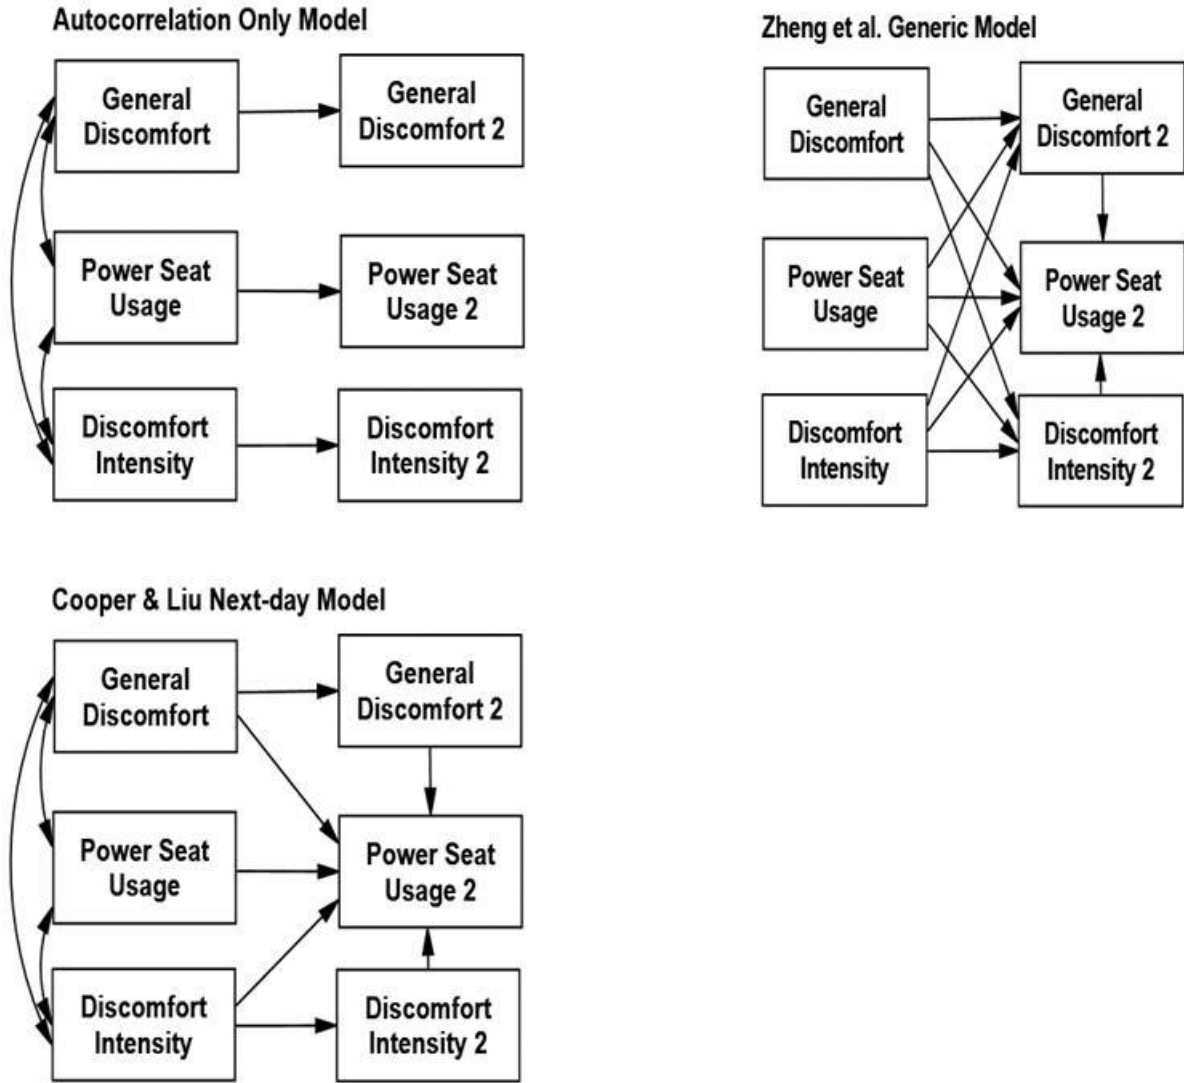 Autocorrelation Only Model
General
Discomfort
General
Discomfort 2
Power Seat
Usage
Power Seat
Usage 2
Discomfort
Intensity
Discomfort
Intensity 2
Zheng et al. Generic Model
General
Discomfort
General
Discomfort 2
Power Seat
Usage
Power Seat
Usage 2
Discomfort
Intensity
Discomfort
Intensity 2
Cooper & Liu Next-day Model
General
Discomfort
General
Discomfort 2
Power Seat
Usage
Power Seat
Usage 2
Discomfort
Intensity
Discomfort
Intensity 2